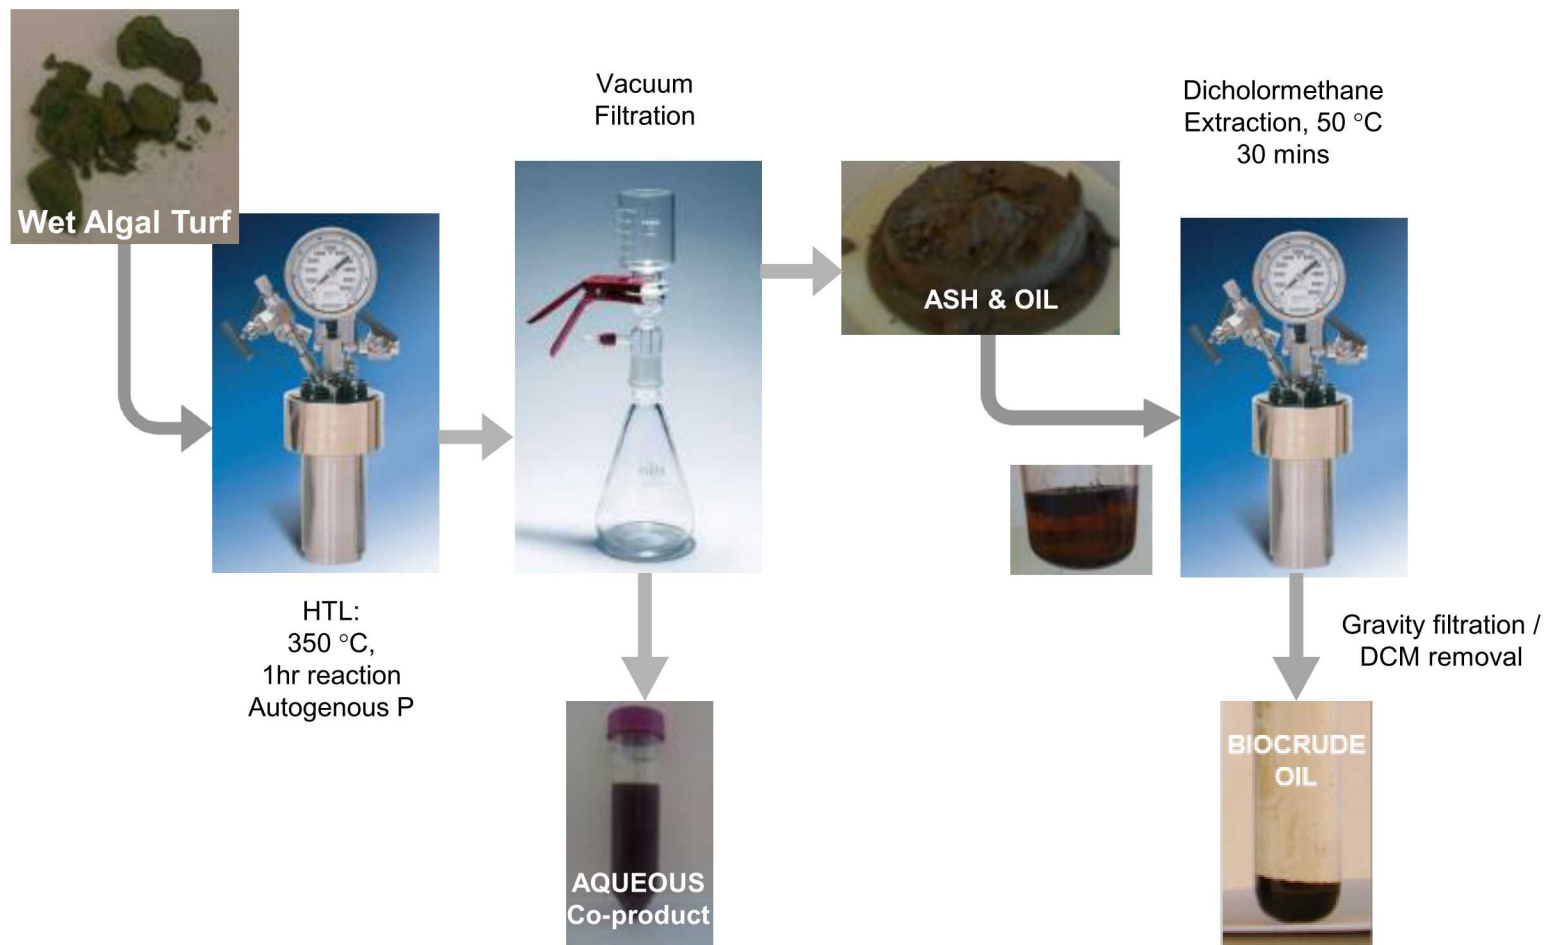 Wet Algal Turf
Vacuum
Filtration
Dicholormethane
Extraction, 50 °C
30 mins
ASH & OIL
HTL:
350 °C,
1hr reaction
Autogenous P
Gravity filtration /
DCM removal
AQUEOUS
Co-product
BIOCRUDE
OIL